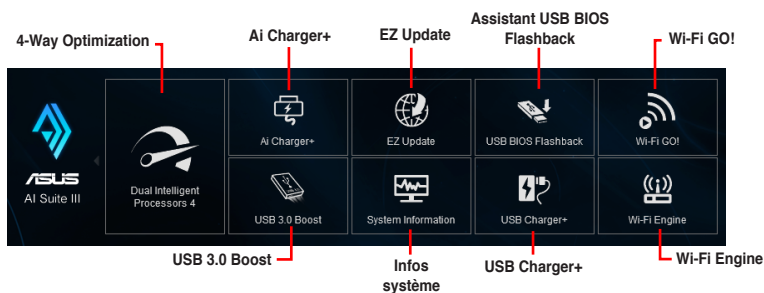 Assistant USB BIOS
Flashback
4-Way Optimization
Ai Charger+
EZ Update
Wi-Fi GO!
ASUS
AI Suite III
Dual Intelligent
Processors 4
Ai Charger+
EZ Update
USB BIOS Flashback
Wi-Fi GO!
USB 3.0 Boost
System Information
USB Charger+
Wi-Fi Engine
USB 3.0 Boost
Infos
système
USB Charger+
Wi-Fi Engine